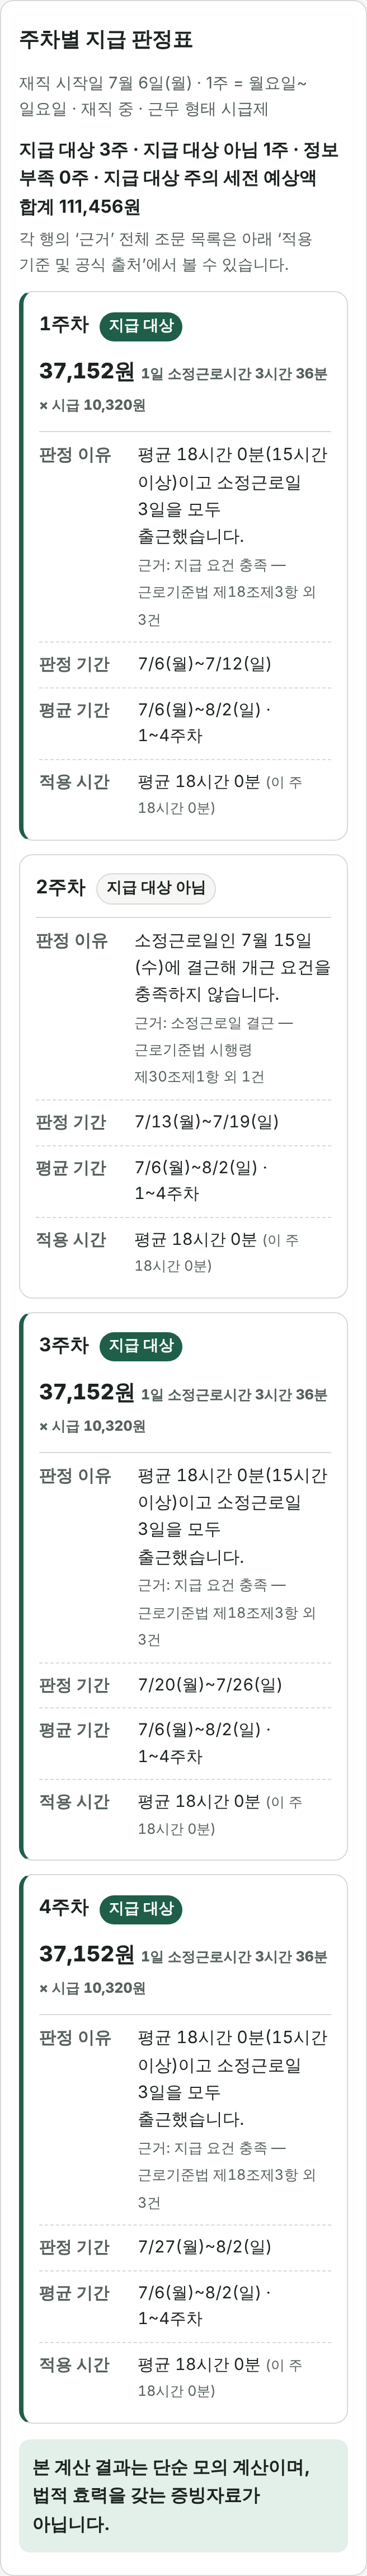 주차별 지급 판정표
재직 시작일 7월 6일(월) · 1주 = 월요일~
일요일 · 재직 중 · 근무 형태 시급제
지급 대상 3주 · 지급 대상 아님 1주 · 정보
부족 0주 · 지급 대상 주의 세전 예상액
합계 111,456원
각 행의 ‘근거’ 전체 조문 목록은 아래 ‘적용
기준 및 공식 출처’에서 볼 수 있습니다.
1주차 지급 대상
37,152원 1일 소정근로시간 3시간 36분
× 시급 10,320원
판정 이유 평균 18시간 0분(15시간
이상)이고 소정근로일
3일을 모두
출근했습니다.
근거: 지급 요건 충족 —
근로기준법 제18조제3항 외
3건
판정 기간 7/6(월)~7/12(일)
평균 기간 7/6(월)~8/2(일) ·
1~4주차
적용 시간 평균 18시간 0분 (이 주
18시간 0분)
2주차 지급 대상 아님
판정 이유 소정근로일인 7월 15일
(수)에 결근해 개근 요건을
충족하지 않습니다.
근거: 소정근로일 결근 —
근로기준법 시행령
제30조제1항 외 1건
판정 기간 7/13(월)~7/19(일)
평균 기간 7/6(월)~8/2(일) ·
1~4주차
적용 시간 평균 18시간 0분 (이 주
18시간 0분)
3주차 지급 대상
37,152원 1일 소정근로시간 3시간 36분
× 시급 10,320원
판정 이유 평균 18시간 0분(15시간
이상)이고 소정근로일
3일을 모두
출근했습니다.
근거: 지급 요건 충족 —
근로기준법 제18조제3항 외
3건
판정 기간 7/20(월)~7/26(일)
평균 기간 7/6(월)~8/2(일) ·
1~4주차
적용 시간 평균 18시간 0분 (이 주
18시간 0분)
4주차 지급 대상
37,152원 1일 소정근로시간 3시간 36분
× 시급 10,320원
판정 이유 평균 18시간 0분(15시간
이상)이고 소정근로일
3일을 모두
출근했습니다.
근거: 지급 요건 충족 —
근로기준법 제18조제3항 외
3건
판정 기간 7/27(월)~8/2(일)
평균 기간 7/6(월)~8/2(일) ·
1~4주차
적용 시간 평균 18시간 0분 (이 주
18시간 0분)
본 계산 결과는 단순 모의 계산이며,
법적 효력을 갖는 증빙자료가
아닙니다.